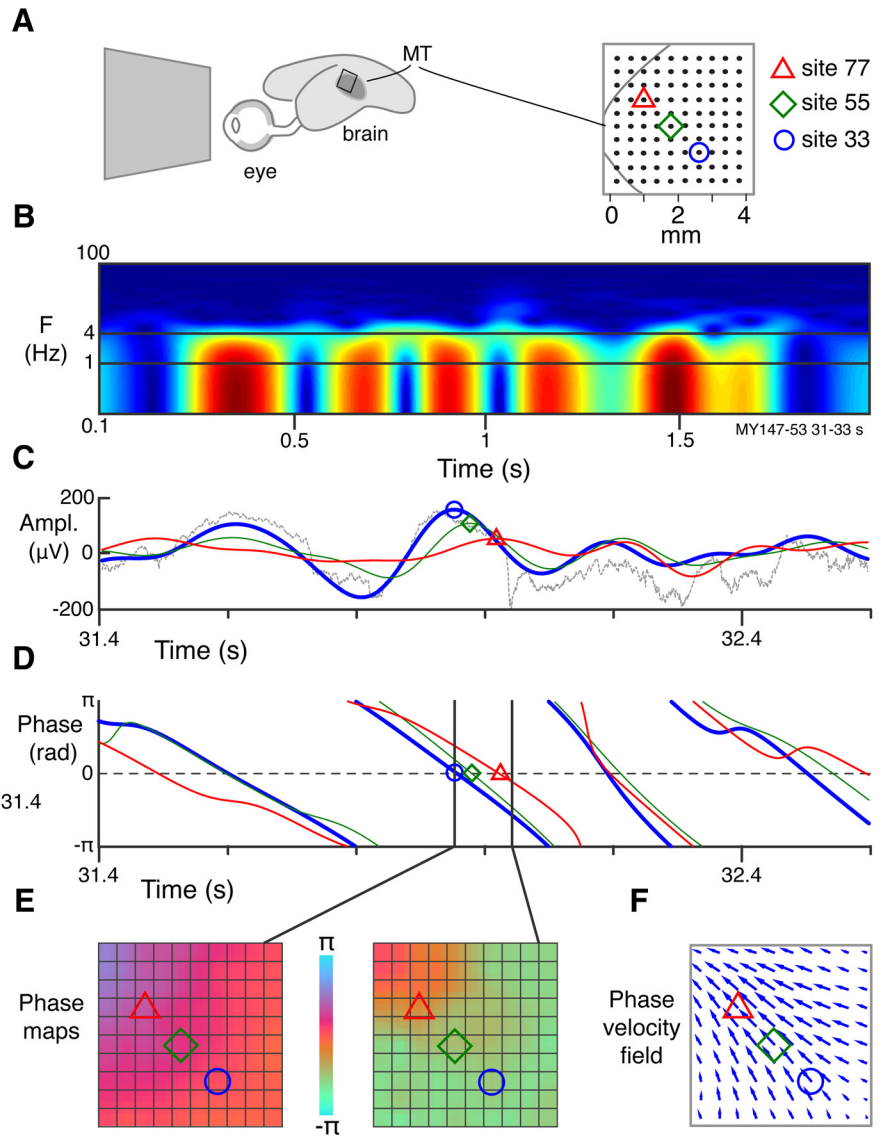 A
MT
eye
brain
site 77
site 55
site 33
0 2 4
mm
B
100
F
(Hz)
4
1
0.1
0.5 1 1.5
MY147-53 31-33 s
Time (s)
C
200
Ampl.
(µV)
0
-200
31.4 32.4
Time (s)
D
π
Phase
(rad)
0
31.4
-π
31.4 32.4
Time (s)
E
F
π
Phase
maps
-π
Phase
velocity
field